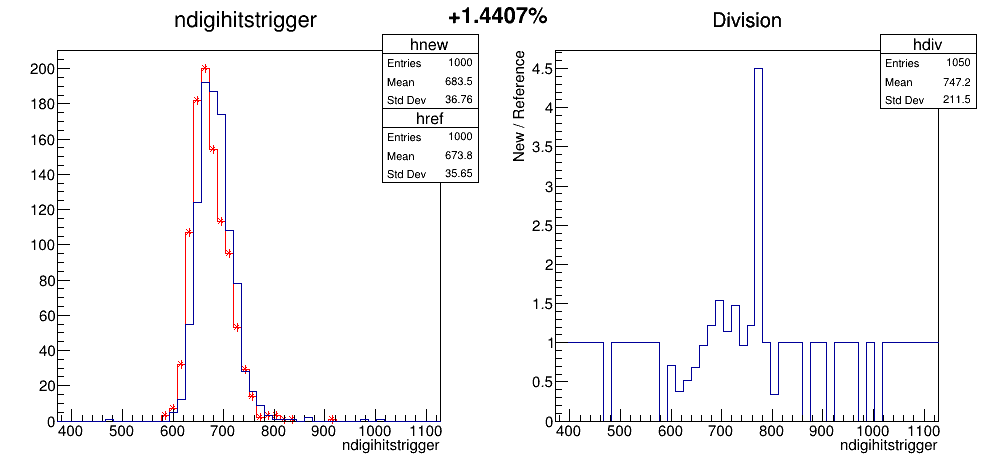 +1.4407%
ndigihitstrigger
hnew
Entries 1000
Mean 683.5
Std Dev 36.76
href
Entries 1000
Mean 673.8
Std Dev 35.65
200
180
160
140
120
100
80
60
40
20
0
400 500 600 700 800 900 1000 1100
ndigihitstrigger
Division
hdiv
Entries 1050
Mean 747.2
Std Dev 211.5
New / Reference
4.5
4
3.5
3
2.5
2
1.5
1
0.5
0
400 500 600 700 800 900 1000 1100
ndigihitstrigger